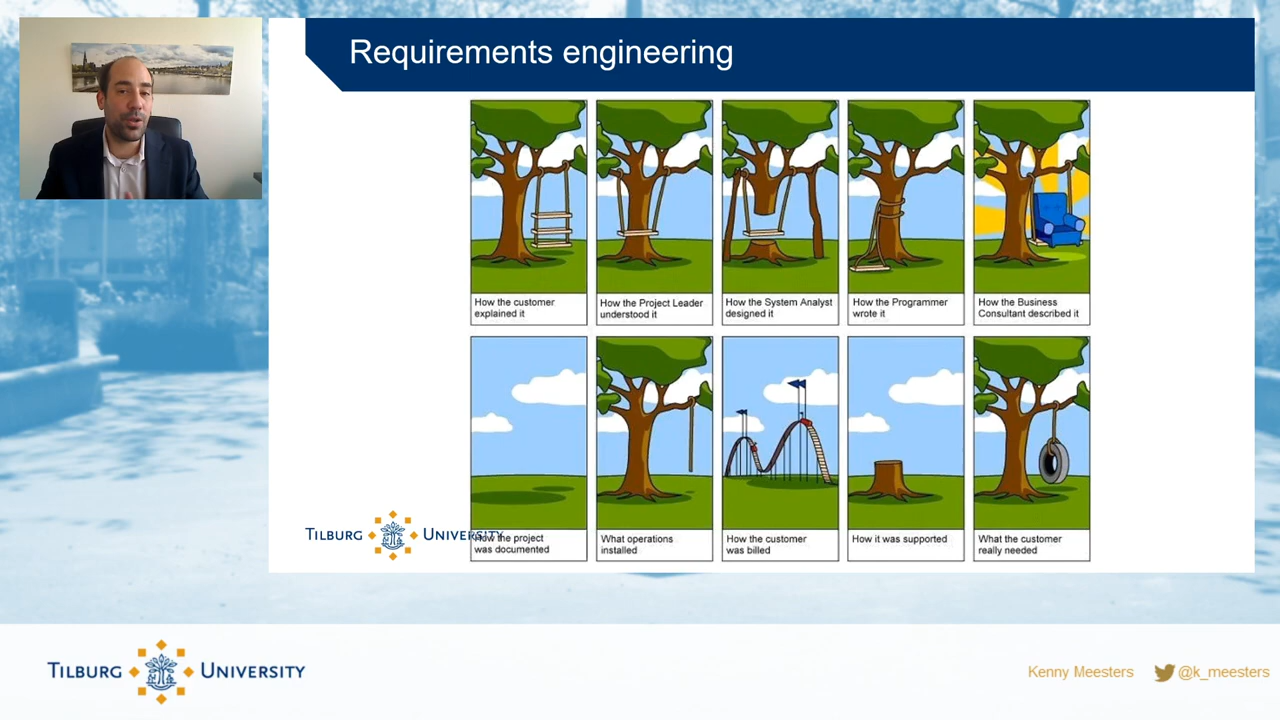 Requirements engineering
How the customer
explained it
How the Project Leader
understood it
How the System Analyst
designed it
How the Programmer
wrote it
How the Business
Consultant described it
TILBURG UNIVERSITY
How the project
was documented
What operations
installed
How the customer
was billed
How it was supported
What the customer
really needed
TILBURG UNIVERSITY
Kenny Meesters @k_meesters